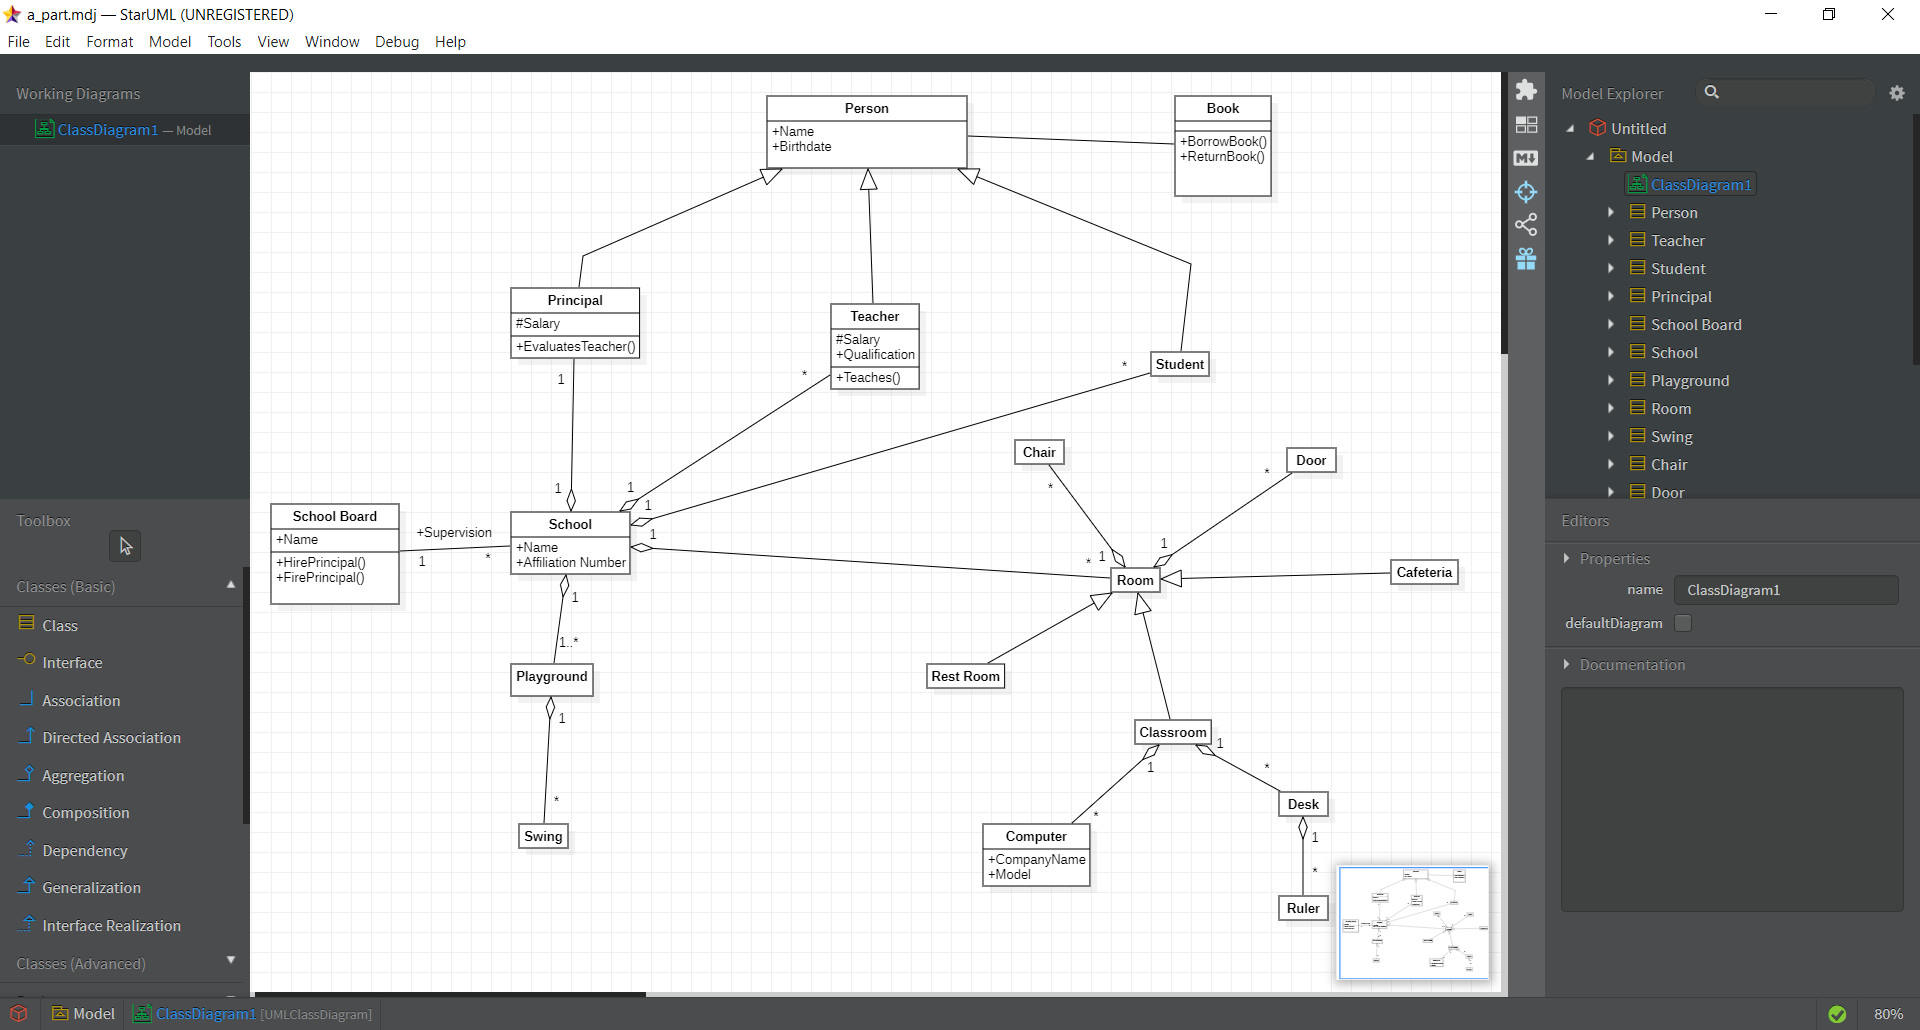 a_part.mdj — StarUML (UNREGISTERED)
File Edit Format Model Tools View Window Debug Help
Working Diagrams
ClassDiagram1 — Model
Toolbox
Classes (Basic)
Class
Interface
Association
Directed Association
Aggregation
Composition
Dependency
Generalization
Interface Realization
Classes (Advanced)
Person
+Name
+Birthdate
Book
+BorrowBook()
+ReturnBook()
Principal
#Salary
+EvaluatesTeacher()
Teacher
#Salary
+Qualification
+Teaches()
Student
*
*
1
1
1
1
1
School Board
+Name
+HirePrincipal()
+FirePrincipal()
+Supervision
1
*
School
+Name
+Affiliation Number
1
1..*
Playground
1
*
Swing
Chair
*
Door
*
1
1
*
Room
Cafeteria
Rest Room
Classroom
1
1
*
*
Desk
1
*
Ruler
Computer
+CompanyName
+Model
M↓
Model Explorer
Untitled
Model
ClassDiagram1
Person
Teacher
Student
Principal
School Board
School
Playground
Room
Swing
Chair
Door
Editors
Properties
name ClassDiagram1
defaultDiagram
Documentation
Model ClassDiagram1 [UMLClassDiagram]
80%